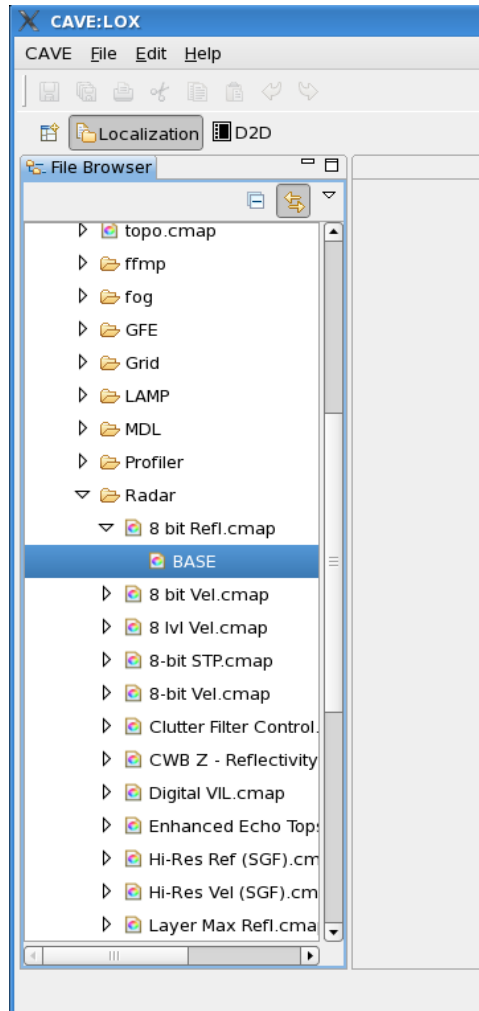 CAVE:LOX
CAVE File Edit Help
Localization D2D
File Browser
topo.cmap
ffmp
fog
GFE
Grid
LAMP
MDL
Profiler
Radar
8 bit Refl.cmap
BASE
8 bit Vel.cmap
8 lvl Vel.cmap
8-bit STP.cmap
8-bit Vel.cmap
Clutter Filter Control.
CWB Z - Reflectivity
Digital VIL.cmap
Enhanced Echo Tops
Hi-Res Ref (SGF).cm
Hi-Res Vel (SGF).cm
Layer Max Refl.cma